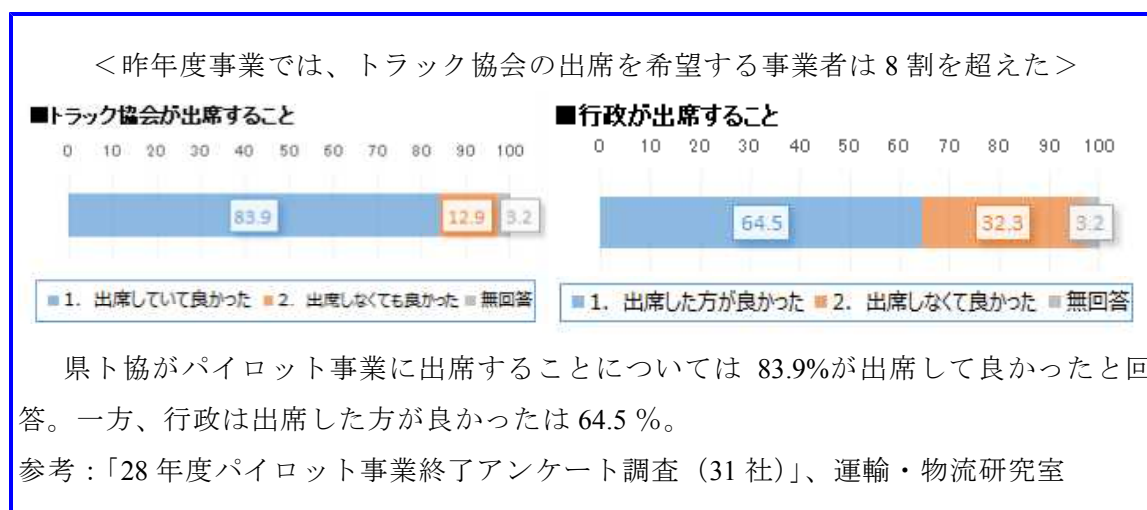 ＜昨年度事業では、トラック協会の出席を希望する事業者は 8 割を超えた＞
■トラック協会が出席すること
0 10 20 30 40 50 60 70 80 90 100
83.9 12.9 3.2
1. 出席していて良かった 2. 出席しなくても良かった 無回答
■行政が出席すること
0 10 20 30 40 50 60 70 80 90 100
64.5 32.3 3.2
1. 出席した方が良かった 2. 出席しなくて良かった 無回答
県ト協がパイロット事業に出席することについては 83.9%が出席して良かったと回
答。一方、行政は出席した方が良かったは 64.5 %。
参考：「28 年度パイロット事業終了アンケート調査（31 社）」、運輸・物流研究室